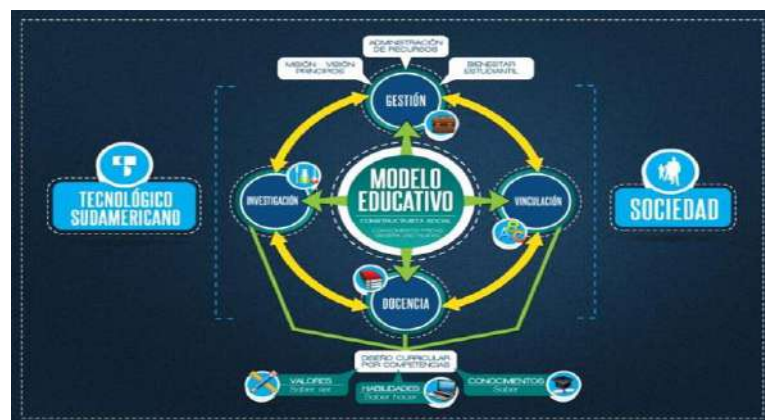 ADMINISTRACIÓN
DE RECURSOS
MISIÓN VISIÓN
PRINCIPIOS
BIENESTAR
ESTUDIANTIL
GESTIÓN
TECNOLÓGICO
SUDAMERICANO
INVESTIGACIÓN
MODELO
EDUCATIVO
CONSTRUCTIVISTA SOCIAL
VINCULACIÓN
SOCIEDAD
DOCENCIA
DISEÑO CURRICULAR
POR COMPETENCIAS
VALORES
Saber ser
HABILIDADES
Saber hacer
CONOCIMIENTOS
Saber